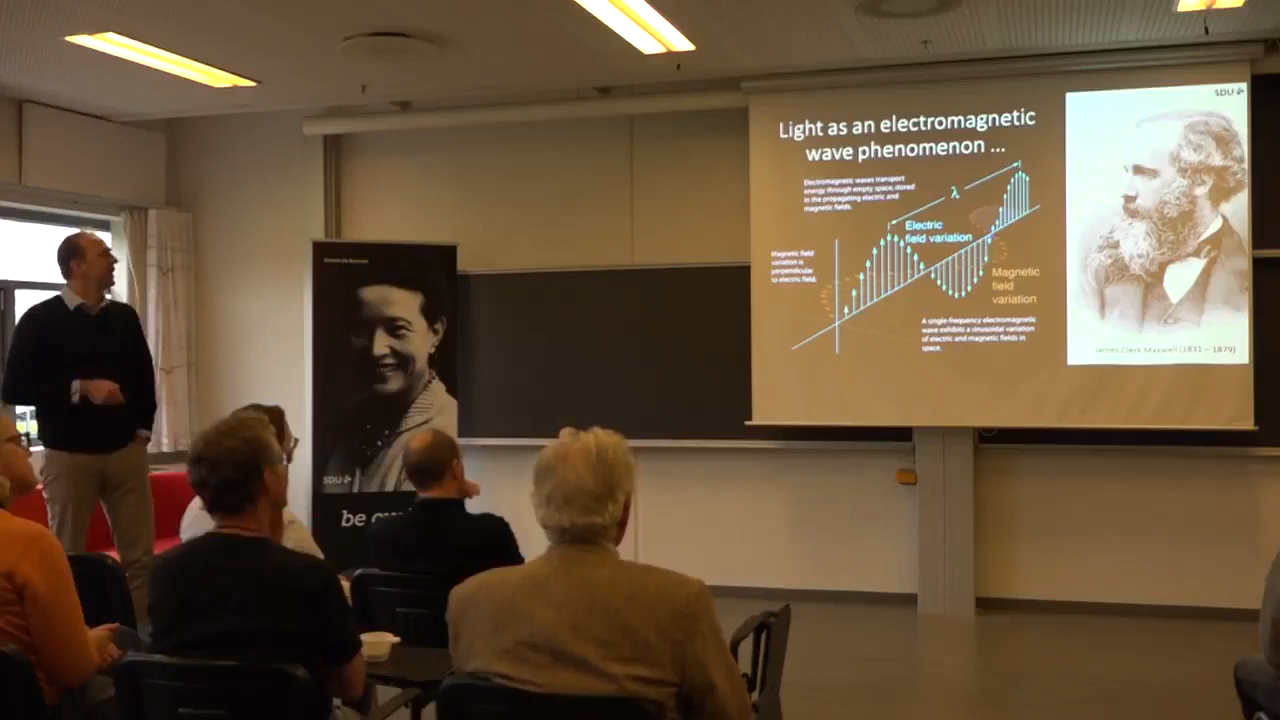 SDU
Light as an electromagnetic
wave phenomenon ...
Electromagnetic waves transport
energy through empty space, stored
in the propagating electric and
magnetic fields.
λ
Electric
field variation
Magnetic field
variation is
perpendicular
to electric field.
Magnetic
field
variation
A single-frequency electromagnetic
wave exhibits a sinusoidal variation
of electric and magnetic fields in
space.
James Clerk Maxwell (1831 – 1879)
SDU
be